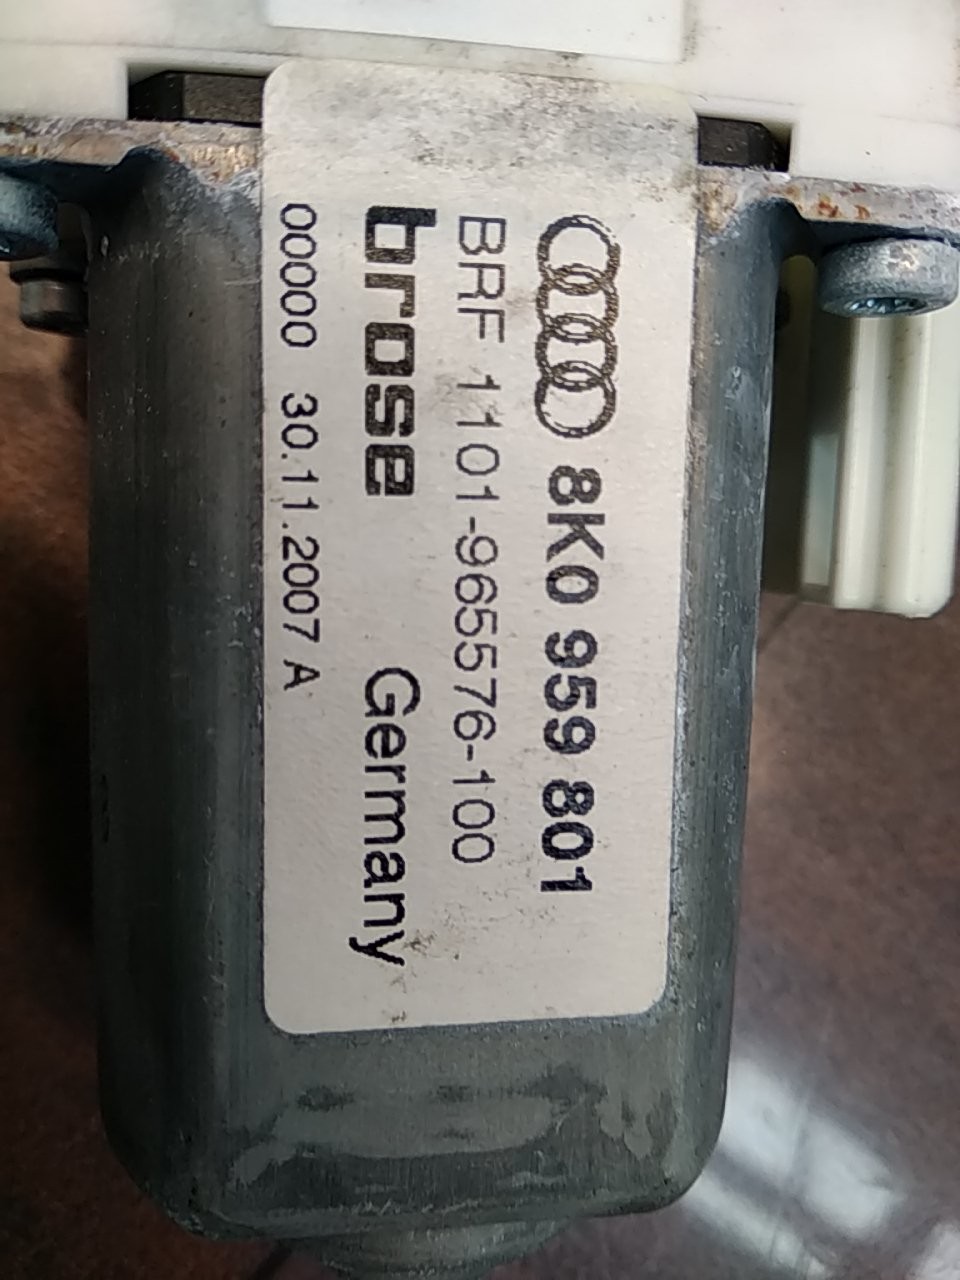 8K0 959 801
BRF 1101-965576-100
brose Germany
00000 30.11.2007 A